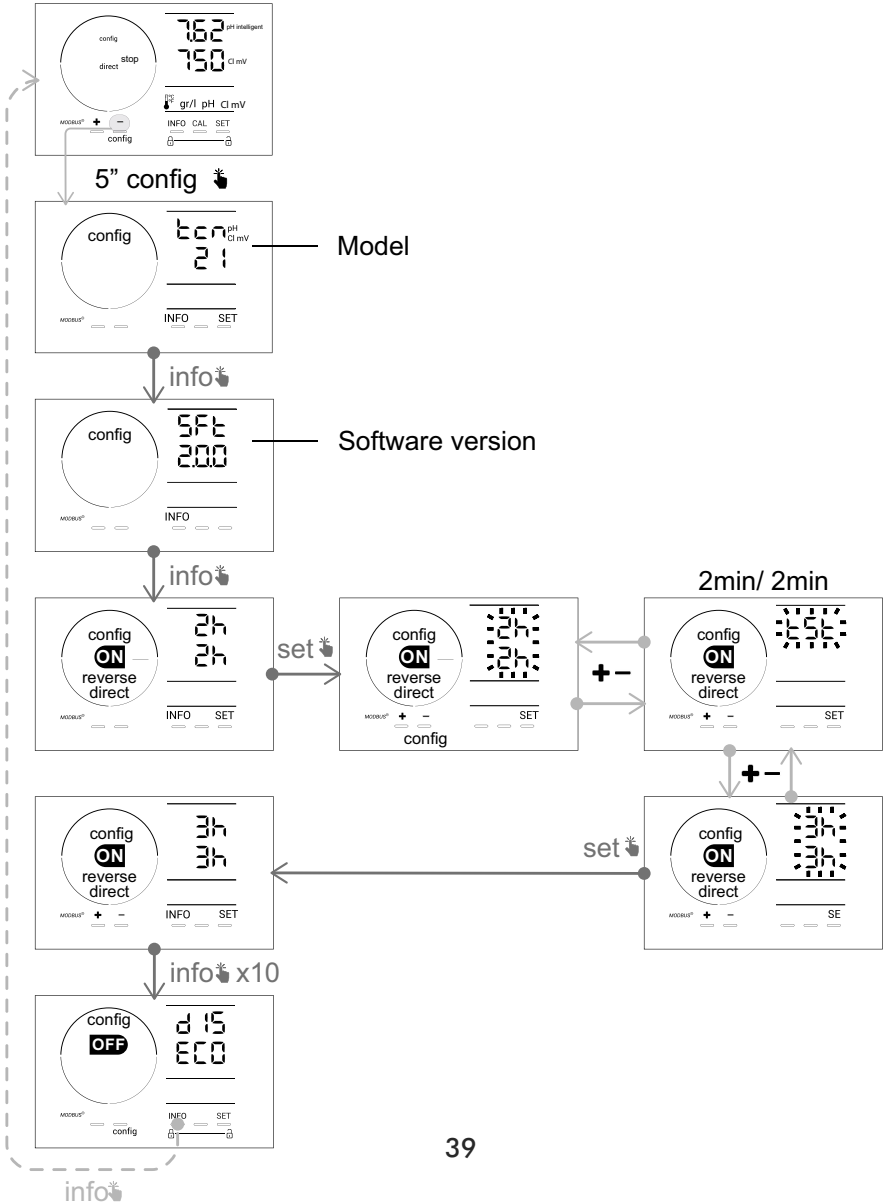 config
stop
direct
7.62 pH intelligent
750 Cl mV
°C
°F gr/l pH Cl mV
MODBUS® + - INFO CAL SET
config
5” config
config
tcn pH
Cl mV
21
Model
MODBUS® INFO SET
info
config
SFt
2.0.0
Software version
MODBUS® INFO
info
config
ON
reverse
direct
2h
2h
MODBUS® INFO SET
set
config
ON
reverse
direct
2h
2h
MODBUS® + - SET
config
+ -
2min/ 2min
config
ON
reverse
direct
tSt
MODBUS® + - SET
+ -
config
ON
reverse
direct
3h
3h
MODBUS® + - SE
set
config
ON
reverse
direct
3h
3h
MODBUS® + - INFO SET
info x10
config
OFF
dIS
ECO
MODBUS® INFO SET
config
info
39